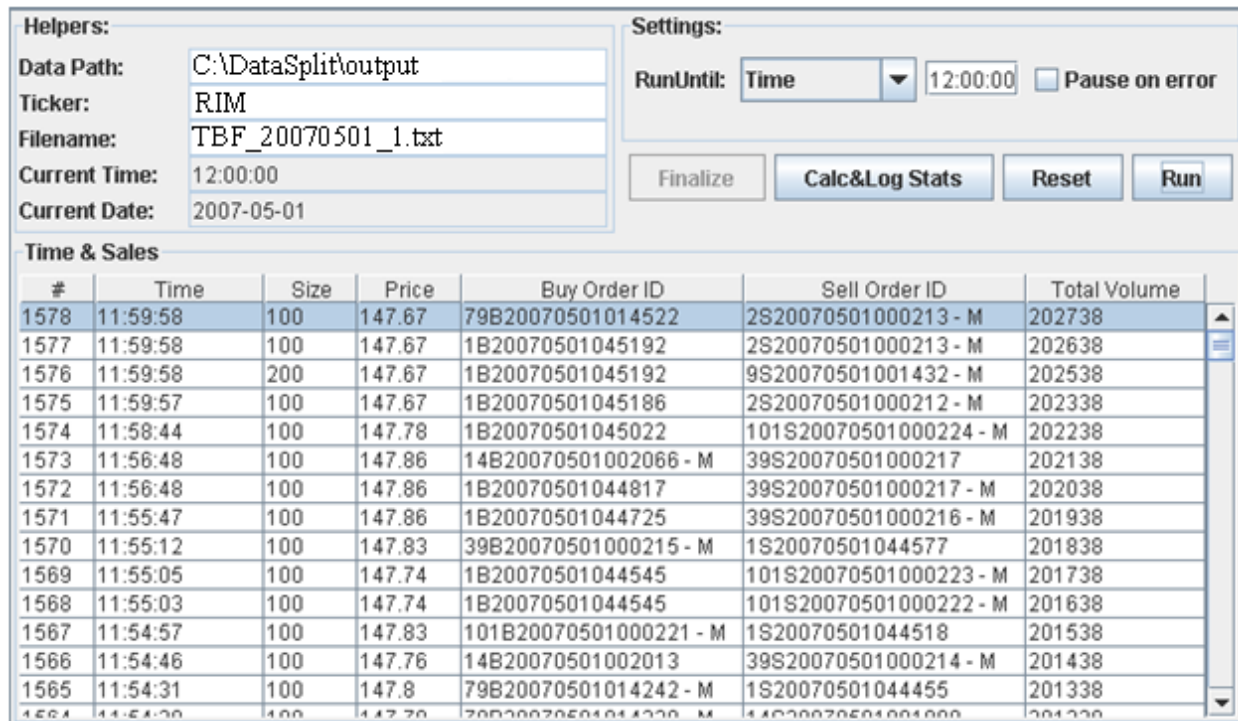 Helpers:
Data Path: C:\DataSplit\output
Ticker: RIM
Filename: TBF_20070501_1.txt
Current Time: 12:00:00
Current Date: 2007-05-01
Settings:
RunUntil: Time 12:00:00 Pause on error
Finalize Calc&Log Stats Reset Run
Time & Sales
# Time Size Price Buy Order ID Sell Order ID Total Volume
1578 11:59:58 100 147.67 79B20070501014522 2S20070501000213 - M 202738
1577 11:59:58 100 147.67 1B20070501045192 2S20070501000213 - M 202638
1576 11:59:58 200 147.67 1B20070501045192 9S20070501001432 - M 202538
1575 11:59:57 100 147.67 1B20070501045186 2S20070501000212 - M 202338
1574 11:58:44 100 147.78 1B20070501045022 101S20070501000224 - M 202238
1573 11:56:48 100 147.86 14B20070501002066 - M 39S20070501000217 202138
1572 11:56:48 100 147.86 1B20070501044817 39S20070501000217 - M 202038
1571 11:55:47 100 147.86 1B20070501044725 39S20070501000216 - M 201938
1570 11:55:12 100 147.83 39B20070501000215 - M 1S20070501044577 201838
1569 11:55:05 100 147.74 1B20070501044545 101S20070501000223 - M 201738
1568 11:55:03 100 147.74 1B20070501044545 101S20070501000222 - M 201638
1567 11:54:57 100 147.83 101B20070501000221 - M 1S20070501044518 201538
1566 11:54:46 100 147.76 14B20070501002013 39S20070501000214 - M 201438
1565 11:54:31 100 147.8 79B20070501014242 - M 1S20070501044455 201338